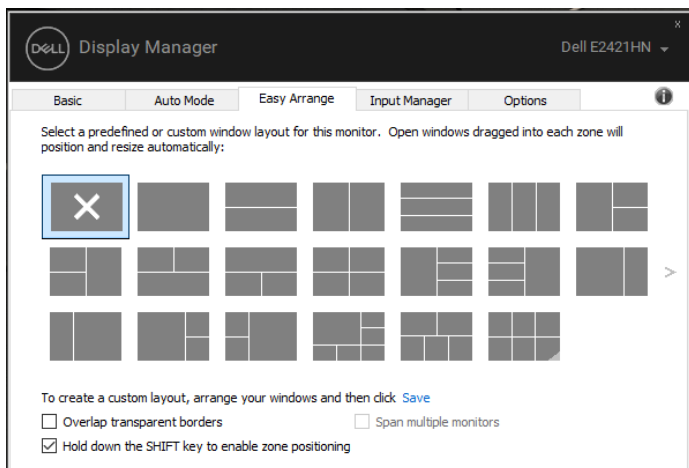 x
DELL Display Manager Dell E2421HN
Basic Auto Mode Easy Arrange Input Manager Options i
Select a predefined or custom window layout for this monitor. Open windows dragged into each zone will
position and resize automatically:
>
To create a custom layout, arrange your windows and then click Save
Overlap transparent borders Span multiple monitors
Hold down the SHIFT key to enable zone positioning